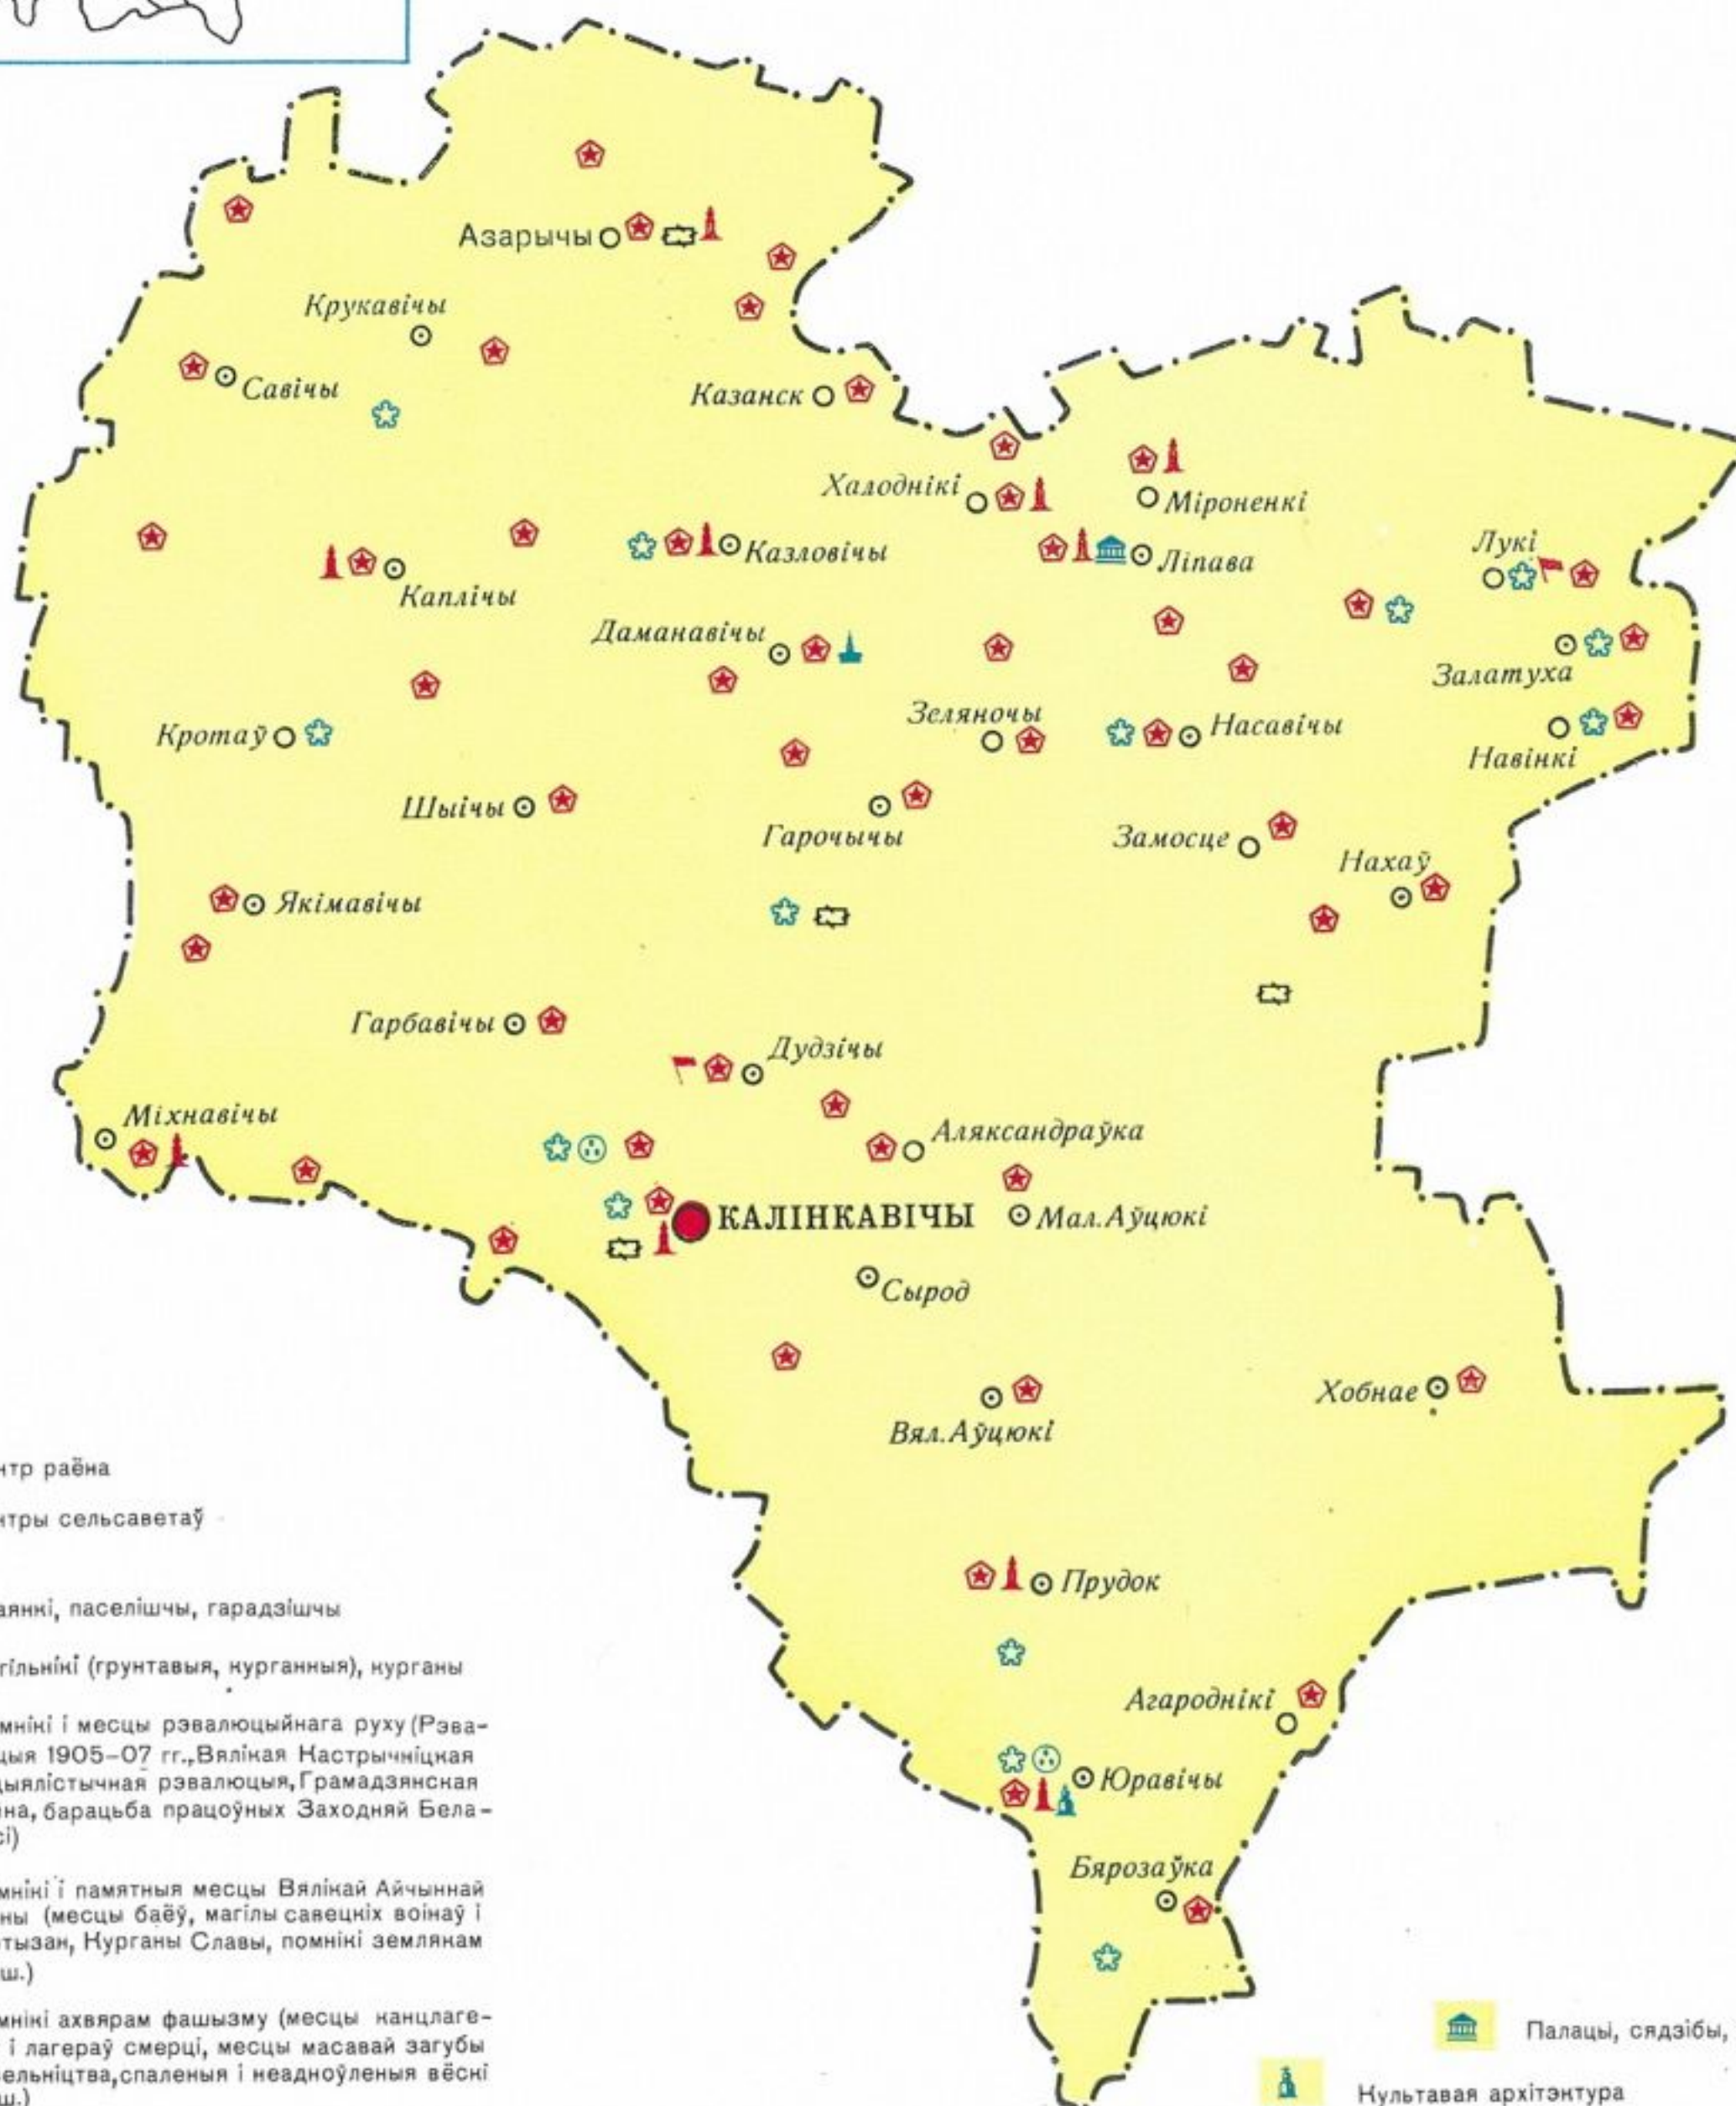 Азарычы
Крукавічы
Савічы
Казанск
Халоднікі
Міроненкі
Лукі
Казловічы
Ліпава
Каплічы
Даманавічы
Залатуха
Зеляночы
Насавічы
Кротаў
Навінкі
Шыічы
Гарочычы
Замосце
Нахаў
Якімавічы
Гарбавічы
Дудзічы
Міхнавічы
Аляксандраўка
КАЛІНКАВІЧЫ
Мал.Аўцюкі
Сырод
Хобнае
Вял.Аўцюкі
Прудок
Агароднікі
Юравічы
Бярозаўка
нтр раёна
нтры сельсаветаў
аянкі, паселішчы, гарадзішчы
гільнікі (грунтавыя, курганныя), курганы
мнікі і месцы рэвалюцыйнага руху (Рэва-
цыя 1905–07 гг., Вялікая Кастрычніцкая
цыялістычная рэвалюцыя, Грамадзянская
на, барацьба працоўных Заходняй Бела-
сі)
мнікі і памятныя месцы Вялікай Айчыннай
ны (месцы баёў, магілы савецкіх воінаў і
тызан, Курганы Славы, помнікі землякам
ш.)
мнікі ахвярам фашызму (месцы канцлаге-
і лагераў смерці, месцы масавай загубы
ельніцтва, спаленыя і неадноўленыя вёскі
ш.)
Палацы, сядзібы,
Культавая архітэктура